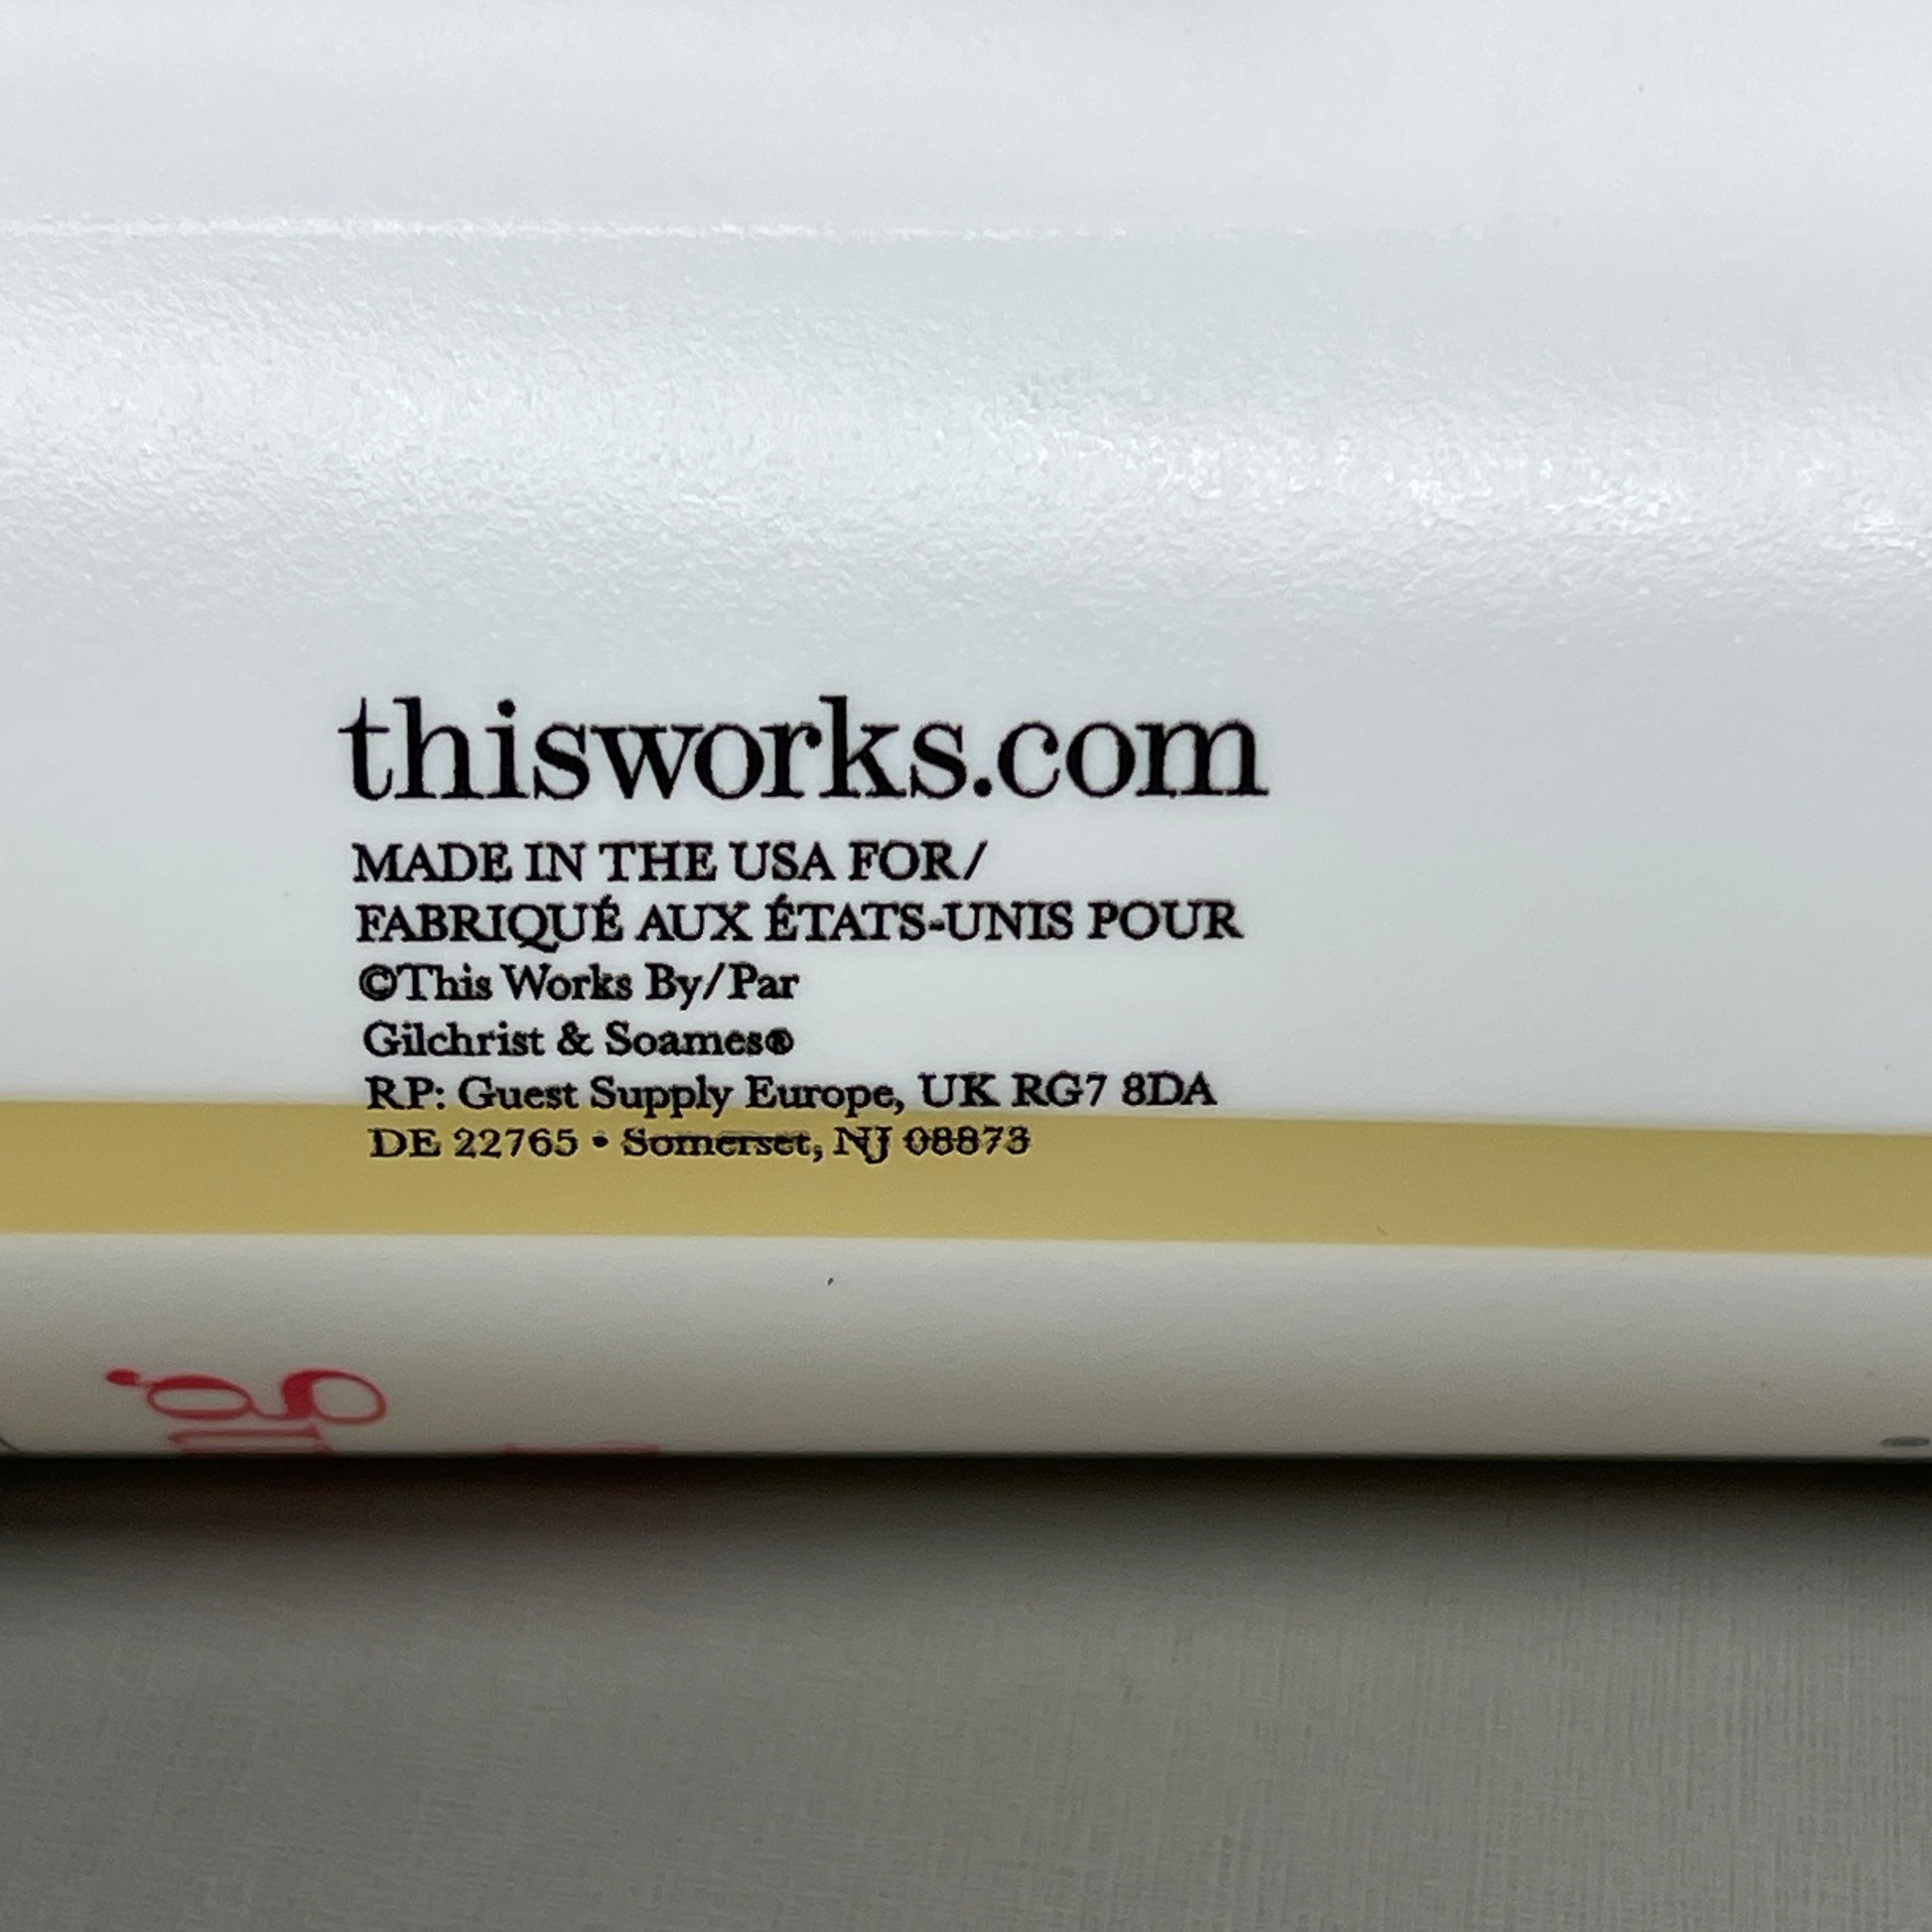 thisworks.com
MADE IN THE USA FOR/
FABRIQUÉ AUX ÉTATS-UNIS POUR
©This Works By/Par
Gilchrist & Soames®
RP: Guest Supply Europe, UK RG7 8DA
DE 22765 • Somerset, NJ 08873